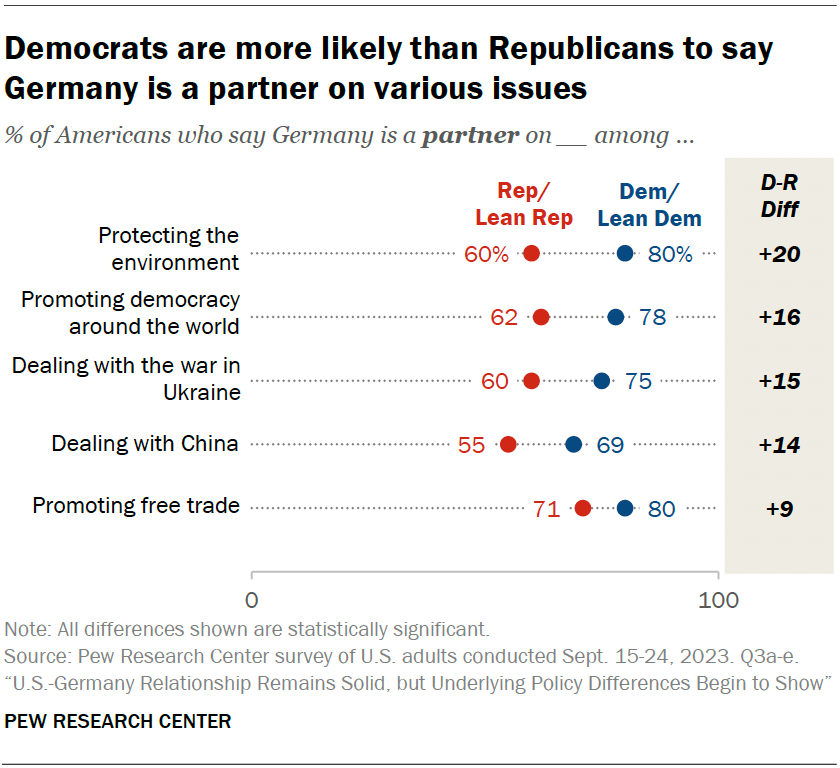 Democrats are more likely than Republicans to say
Germany is a partner on various issues
% of Americans who say Germany is a partner on __ among ...
Rep/
Lean Rep
Dem/
Lean Dem
D-R
Diff
Protecting the
environment
60%
80%
+20
Promoting democracy
around the world
62
78
+16
Dealing with the war in
Ukraine
60
75
+15
Dealing with China
55
69
+14
Promoting free trade
71
80
+9
0
100
Note: All differences shown are statistically significant.
Source: Pew Research Center survey of U.S. adults conducted Sept. 15-24, 2023. Q3a-e.
“U.S.-Germany Relationship Remains Solid, but Underlying Policy Differences Begin to Show”
PEW RESEARCH CENTER